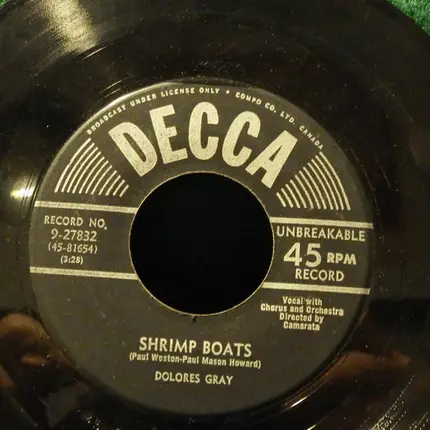 BROADCAST UNDER LICENSE ONLY • COMPO CO. LTD. CANADA
DECCA
RECORD NO.
9-27832
(45-81654)
(3:28)
UNBREAKABLE
45 RPM
RECORD
Vocal with
Chorus and Orchestra
Directed by
Camarata
SHRIMP BOATS
(Paul Weston-Paul Mason Howard)
DOLORES GRAY